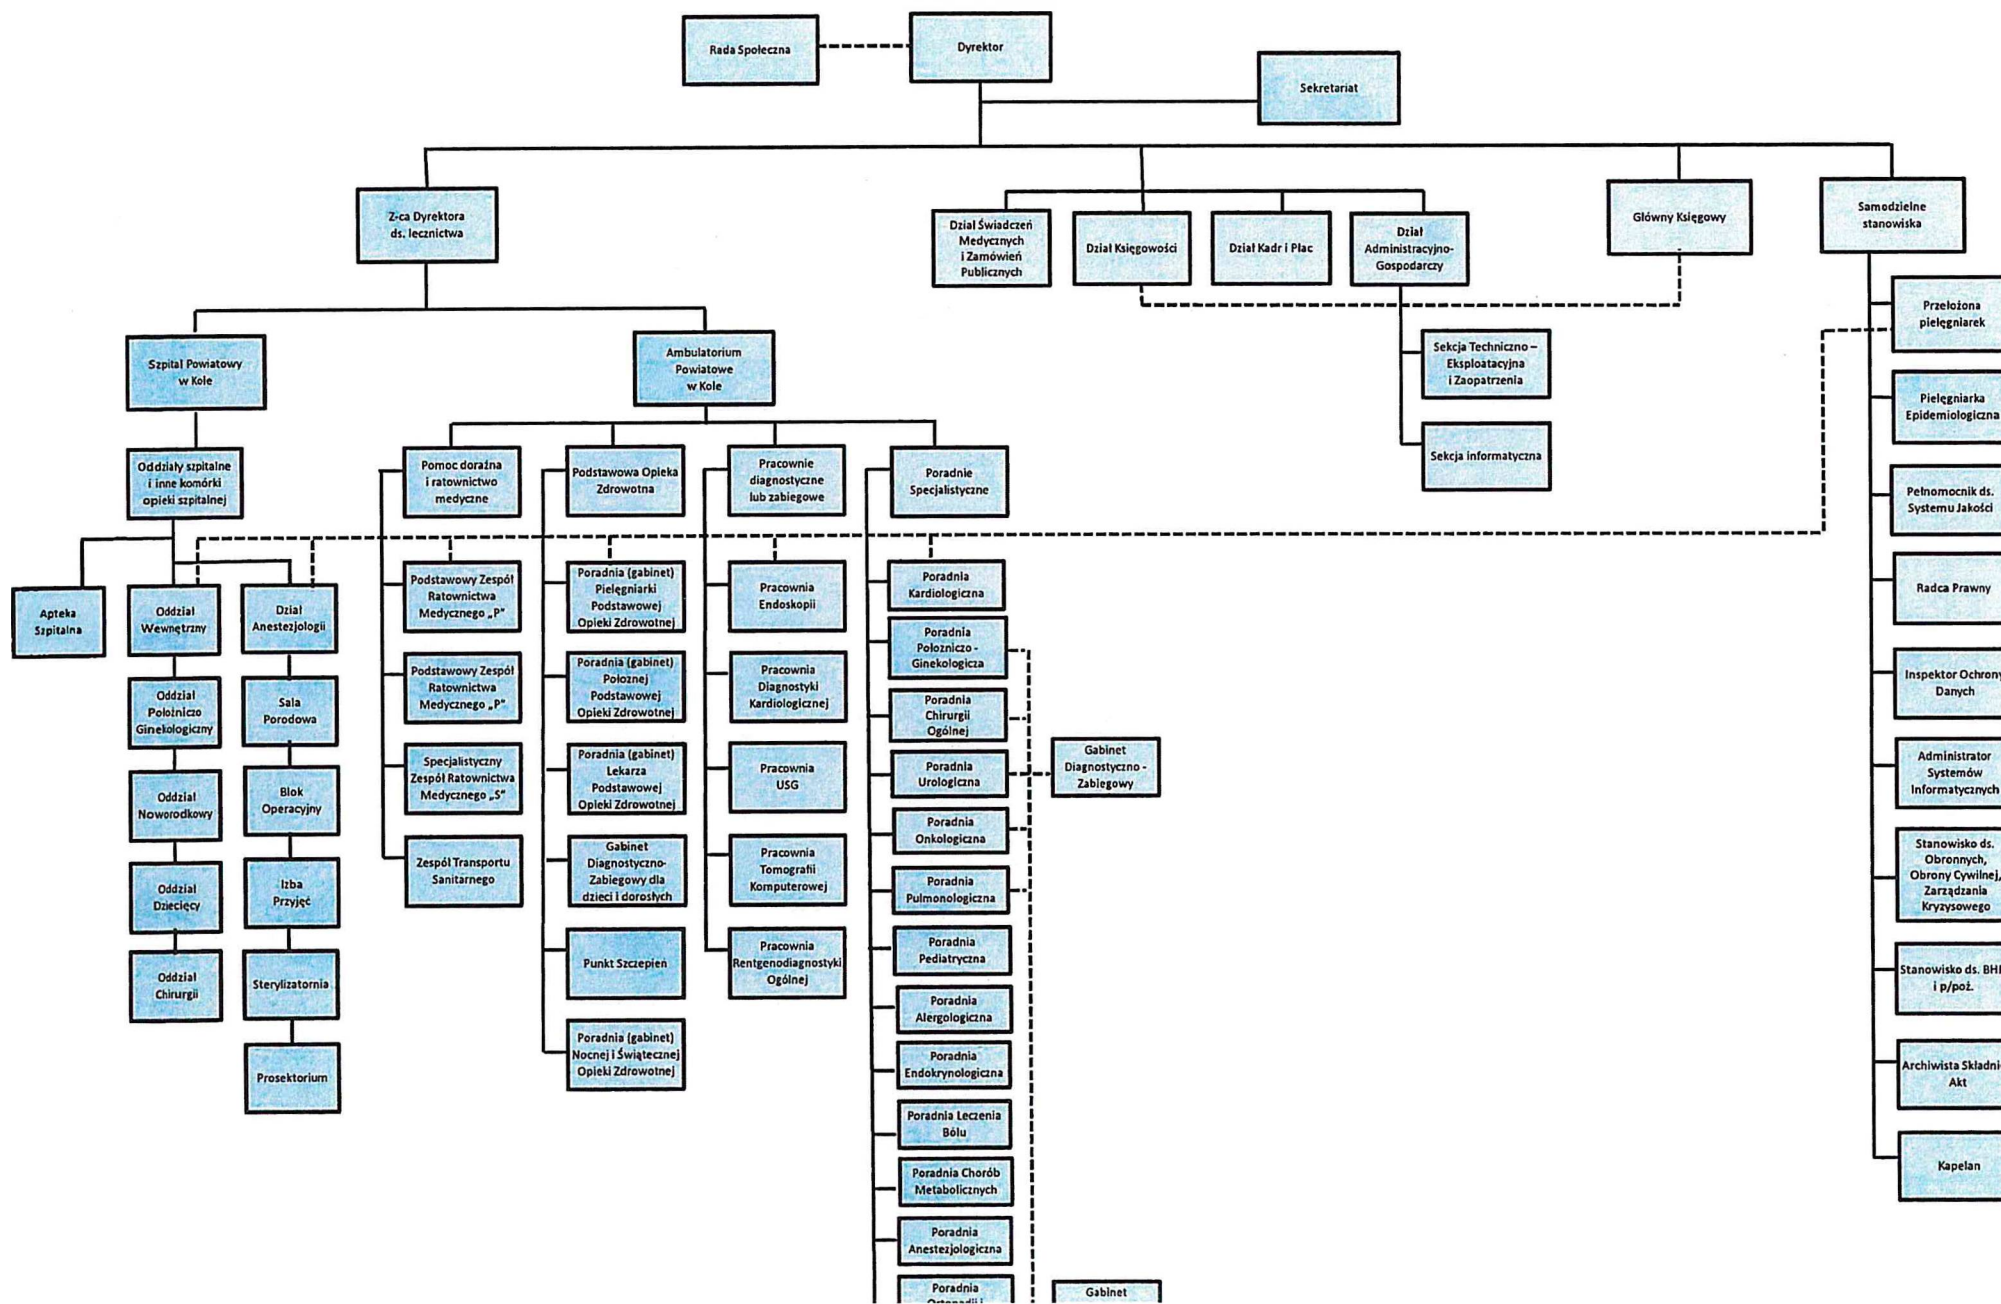 Rada Społeczna
Dyrektor
Sekretariat
Z-ca Dyrektora
ds. lecznictwa
Dział Świadczeń
Medycznych
i Zamówień
Publicznych
Dział Księgowości
Dział Kadr i Płac
Dział
Administracyjno-
Gospodarczy
Główny Księgowy
Samodzielne
stanowiska
Szpital Powiatowy
w Kole
Ambulatorium
Powiatowe
w Kole
Sekcja Techniczno –
Eksploatacyjna
i Zaopatrzenia
Sekcja informatyczna
Przełożona
pielęgniarek
Pielęgniarka
Epidemiologiczna
Pełnomocnik ds.
Systemu Jakości
Radca Prawny
Inspektor Ochrony
Danych
Administrator
Systemów
Informatycznych
Stanowisko ds.
Obronnych,
Obrony Cywilnej,
Zarządzania
Kryzysowego
Stanowisko ds.
i p/poż.
Archiwista
Akt
Kapelan
Oddziały szpitalne
i inne komórki
opieki szpitalnej
Pomoc doraźna
i ratownictwo
medyczne
Podstawowa Opieka
Zdrowotna
Pracownie
diagnostyczne
lub zabiegowe
Poradnie
Specjalistyczne
Apteka
Szpitalna
Oddział
Wewnętrzny
Oddział
Położniczo
Ginekologiczny
Oddział
Noworodkowy
Oddział
Dziecięcy
Oddział
Chirurgii
Dział
Anestezjologii
Sala
Porodowa
Blok
Operacyjny
Izba
Przyjęć
Sterylizatornia
Prosektorium
Podstawowy Zespół
Ratownictwa
Medycznego „P"
Podstawowy Zespół
Ratownictwa
Medycznego „P"
Specjalistyczny
Zespół Ratownictwa
Medycznego „S"
Zespół Transportu
Sanitarnego
Poradnia (gabinet)
Pielęgniarki
Podstawowej
Opieki Zdrowotnej
Poradnia (gabinet)
Położnej
Podstawowej
Opieki Zdrowotnej
Poradnia (gabinet)
Lekarza
Podstawowej
Opieki Zdrowotnej
Gabinet
Diagnostyczno-
Zabiegowy dla
dzieci i dorosłych
Punkt Szczepień
Poradnia (gabinet)
Nocnej i Świątecznej
Opieki Zdrowotnej
Pracownia
Endoskopii
Pracownia
Diagnostyki
Kardiologicznej
Pracownia
USG
Pracownia
Tomografii
Komputerowej
Pracownia
Rentgenodiagnostyki
Ogólnej
Poradnia
Kardiologiczna
Poradnia
Położniczo -
Ginekologicza
Poradnia
Chirurgii
Ogólnej
Poradnia
Urologiczna
Poradnia
Onkologiczna
Poradnia
Pulmonologiczna
Poradnia
Pediatryczna
Poradnia
Alergologiczna
Poradnia
Endokrynologiczna
Poradnia Leczenia
Bólu
Poradnia Chorób
Metabolicznych
Poradnia
Anestezjologiczna
Poradnia
Gabinet
Diagnostyczno -
Zabiegowy
Gabinet